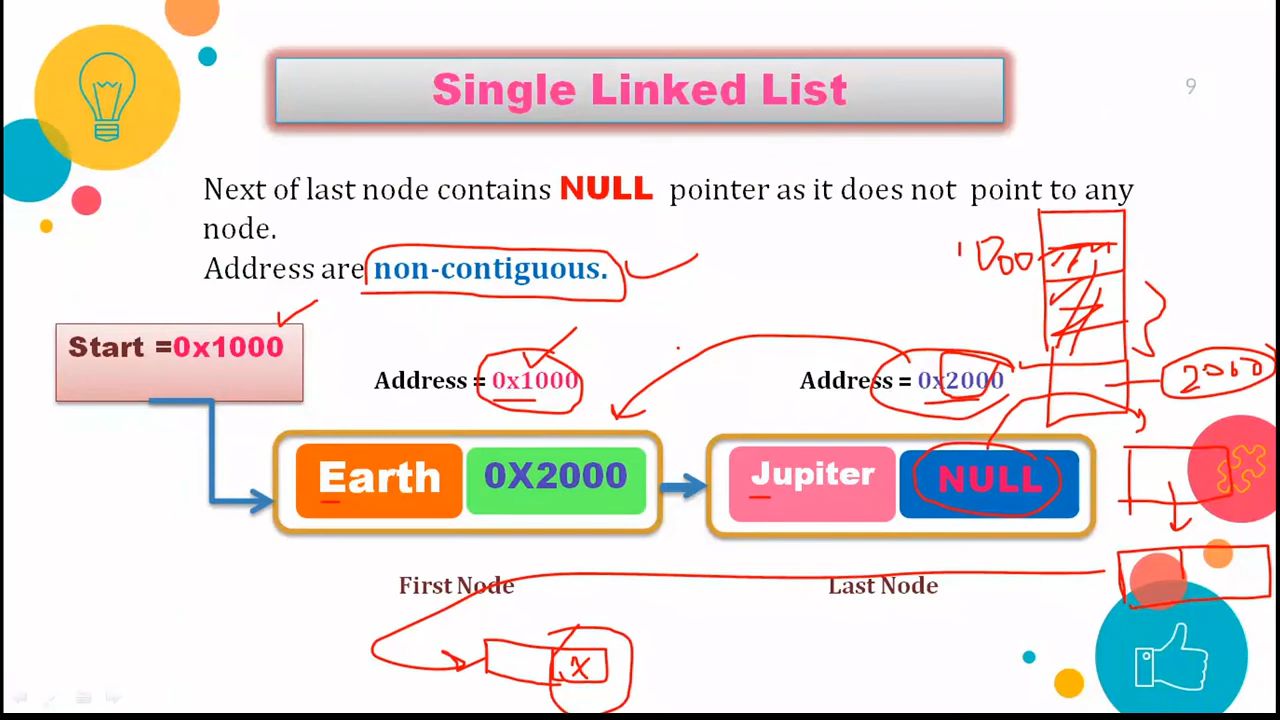 9
Single Linked List
Next of last node contains NULL pointer as it does not point to any
node.
Address are non-contiguous.
1000
Start =0x1000
Address = 0x1000
Address = 0x2000
2000
Earth 0X2000
Jupiter NULL
First Node
Last Node
X